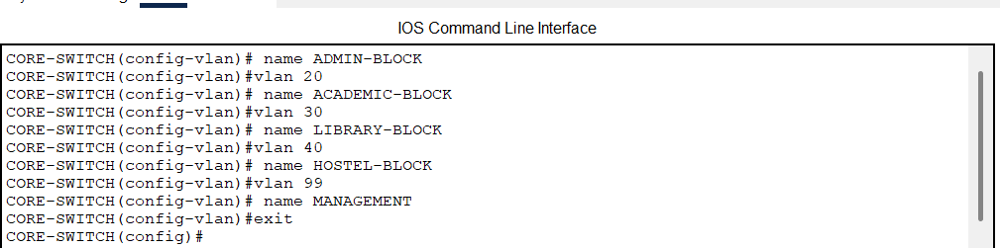 IOS Command Line Interface
CORE-SWITCH(config-vlan)# name ADMIN-BLOCK
CORE-SWITCH(config-vlan)#vlan 20
CORE-SWITCH(config-vlan)# name ACADEMIC-BLOCK
CORE-SWITCH(config-vlan)#vlan 30
CORE-SWITCH(config-vlan)# name LIBRARY-BLOCK
CORE-SWITCH(config-vlan)#vlan 40
CORE-SWITCH(config-vlan)# name HOSTEL-BLOCK
CORE-SWITCH(config-vlan)#vlan 99
CORE-SWITCH(config-vlan)# name MANAGEMENT
CORE-SWITCH(config-vlan)#exit
CORE-SWITCH(config)#